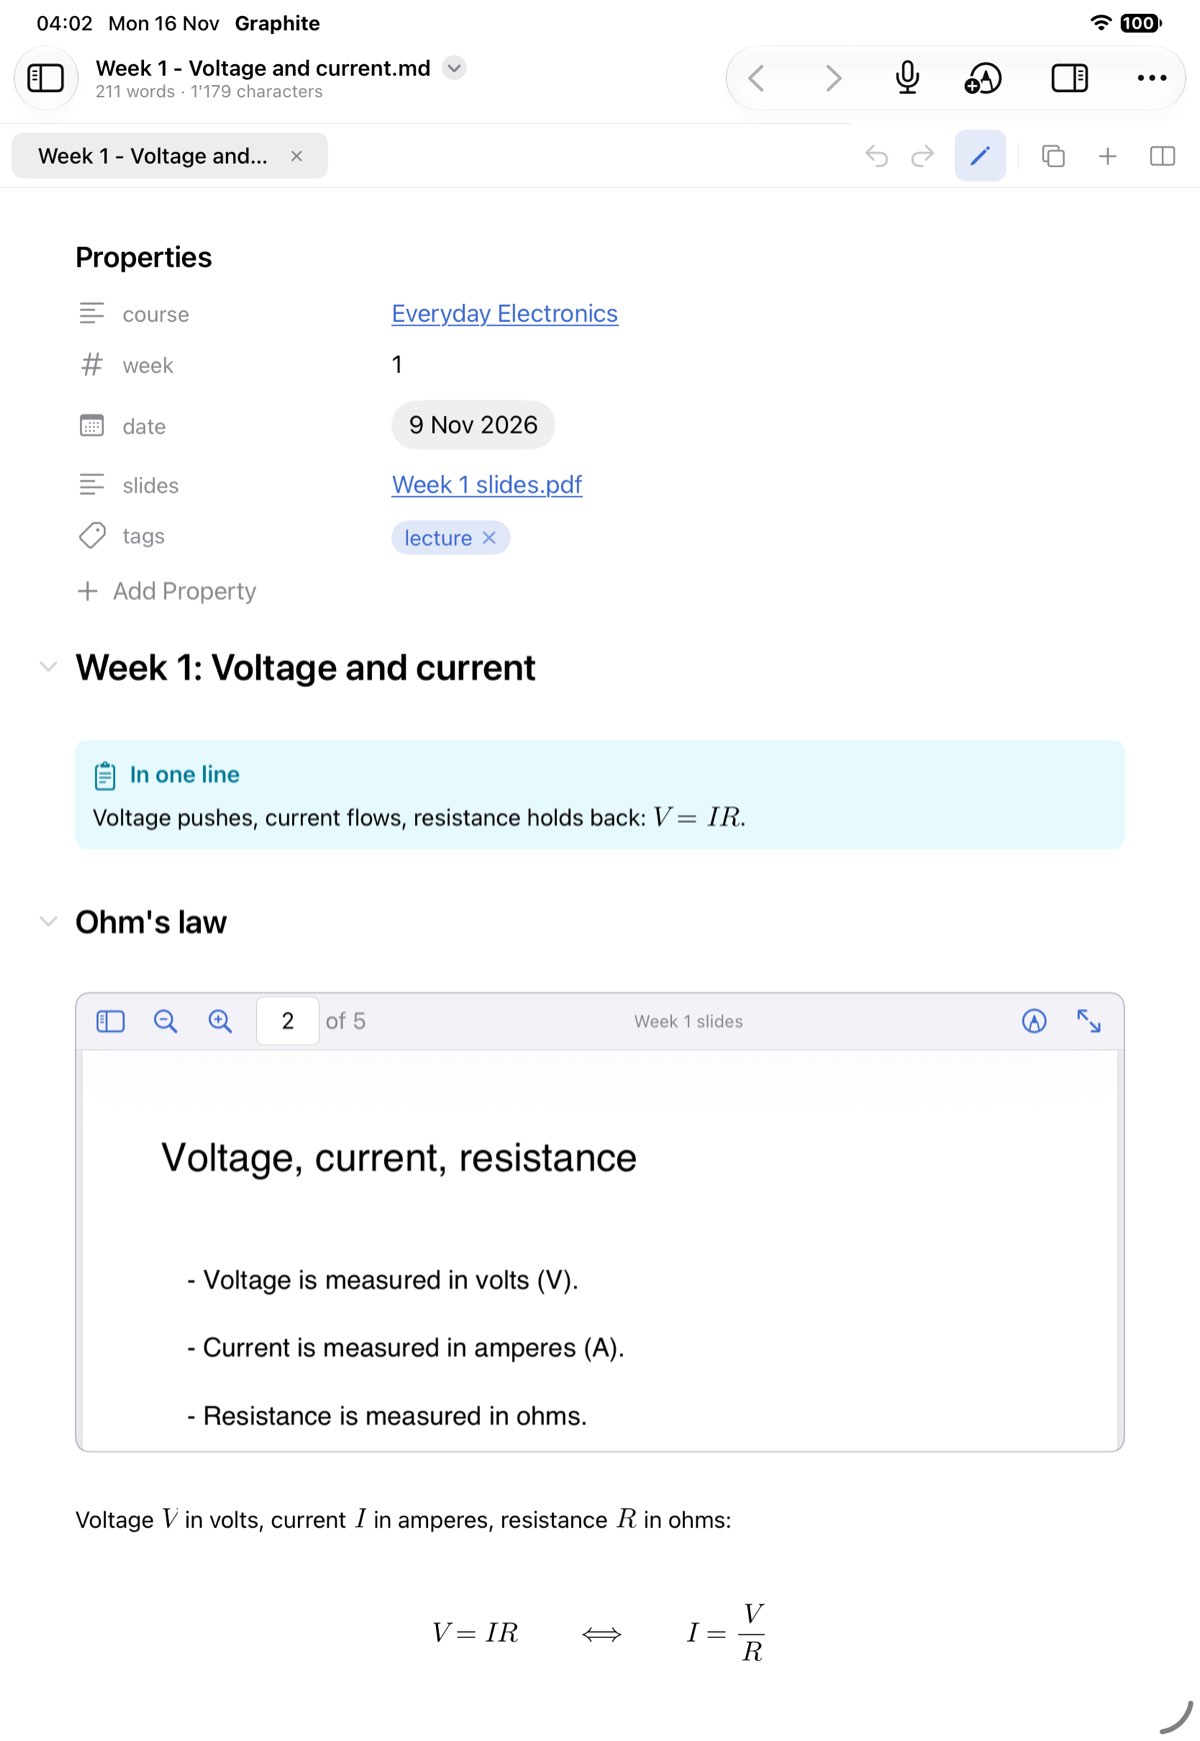 04:02 Mon 16 Nov Graphite
100
Week 1 - Voltage and current.md
211 words · 1'179 characters
Week 1 - Voltage and...
Properties
course Everyday Electronics
week 1
date 9 Nov 2026
slides Week 1 slides.pdf
tags lecture
Add Property
Week 1: Voltage and current
In one line
Voltage pushes, current flows, resistance holds back: V = IR.
Ohm's law
2 of 5 Week 1 slides
Voltage, current, resistance
- Voltage is measured in volts (V).
- Current is measured in amperes (A).
- Resistance is measured in ohms.
Voltage V in volts, current I in amperes, resistance R in ohms:
V = IR ⟺ I = V/R